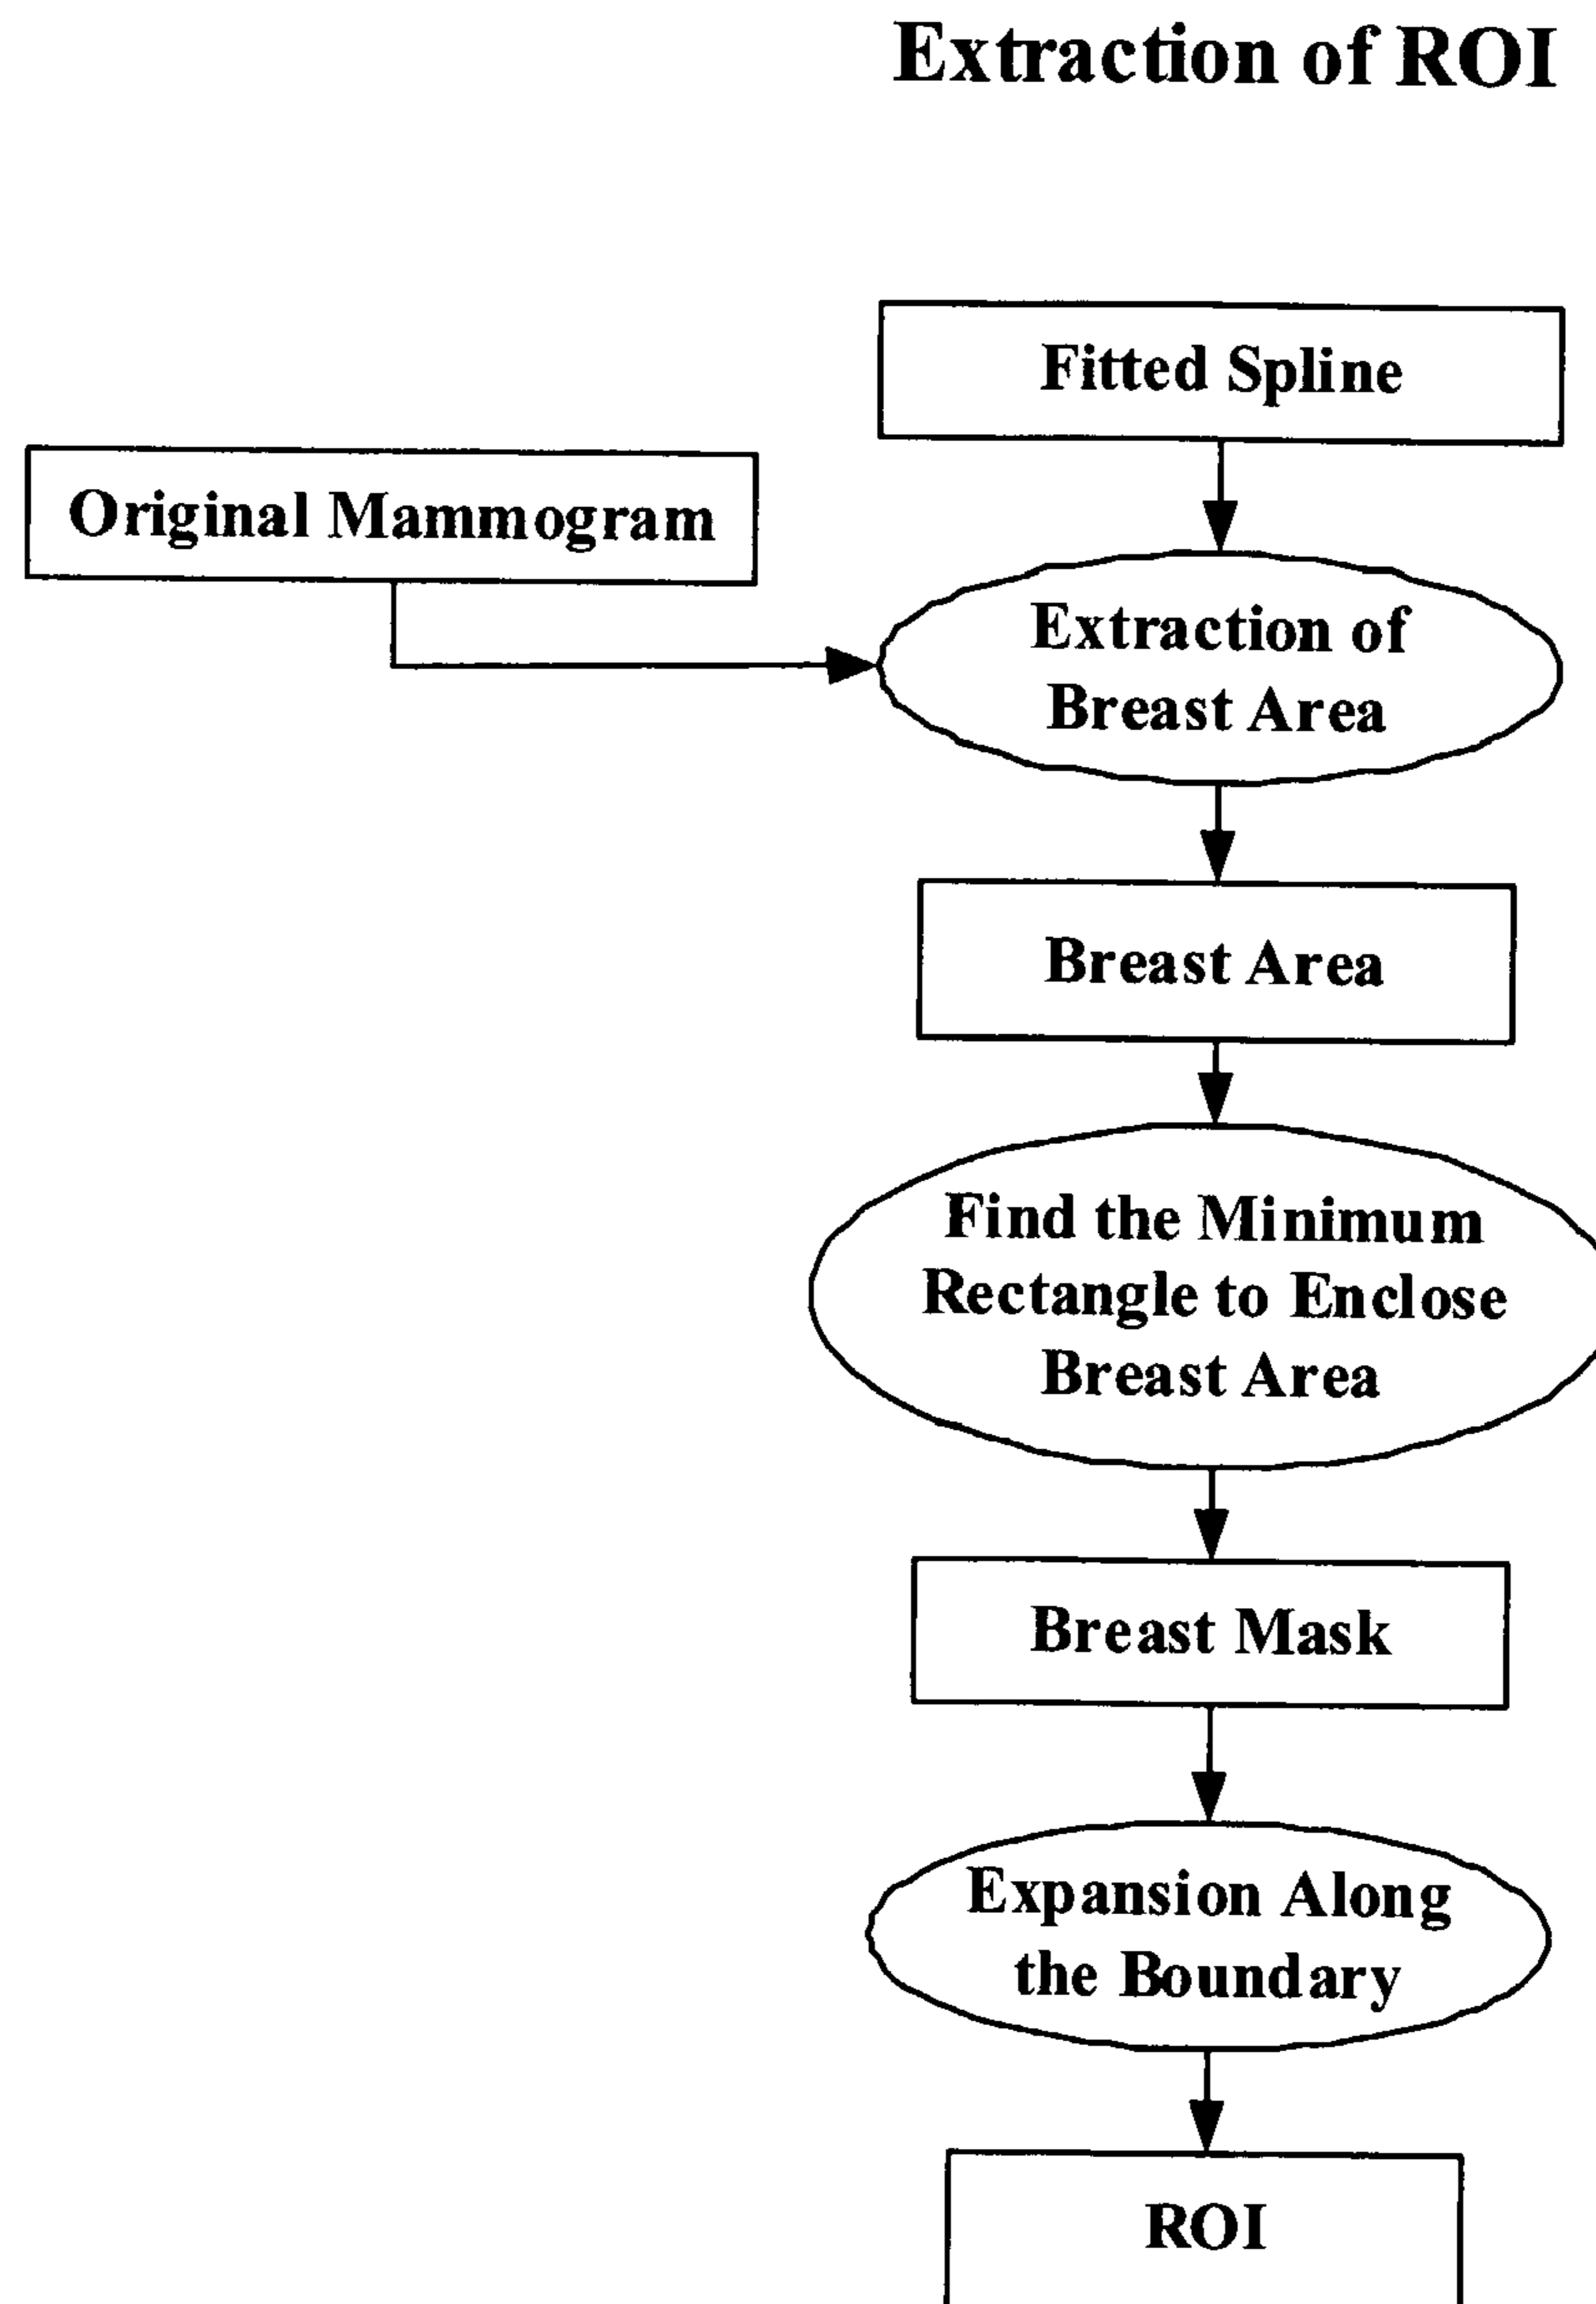 Extraction of ROI
Fitted Spline
Original Mammogram
Extraction of
Breast Area
Breast Area
Find the Minimum
Rectangle to Enclose
Breast Area
Breast Mask
Expansion Along
the Boundary
ROI